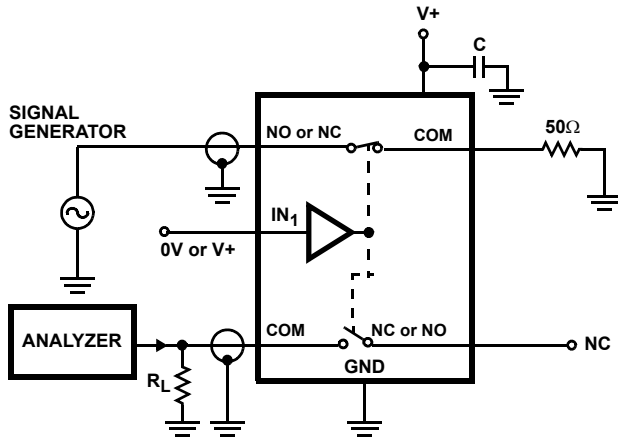 V+
C
SIGNAL
GENERATOR
NO or NC
COM
50Ω
IN1
0V or V+
ANALYZER
COM
NC or NO
NC
RL
GND